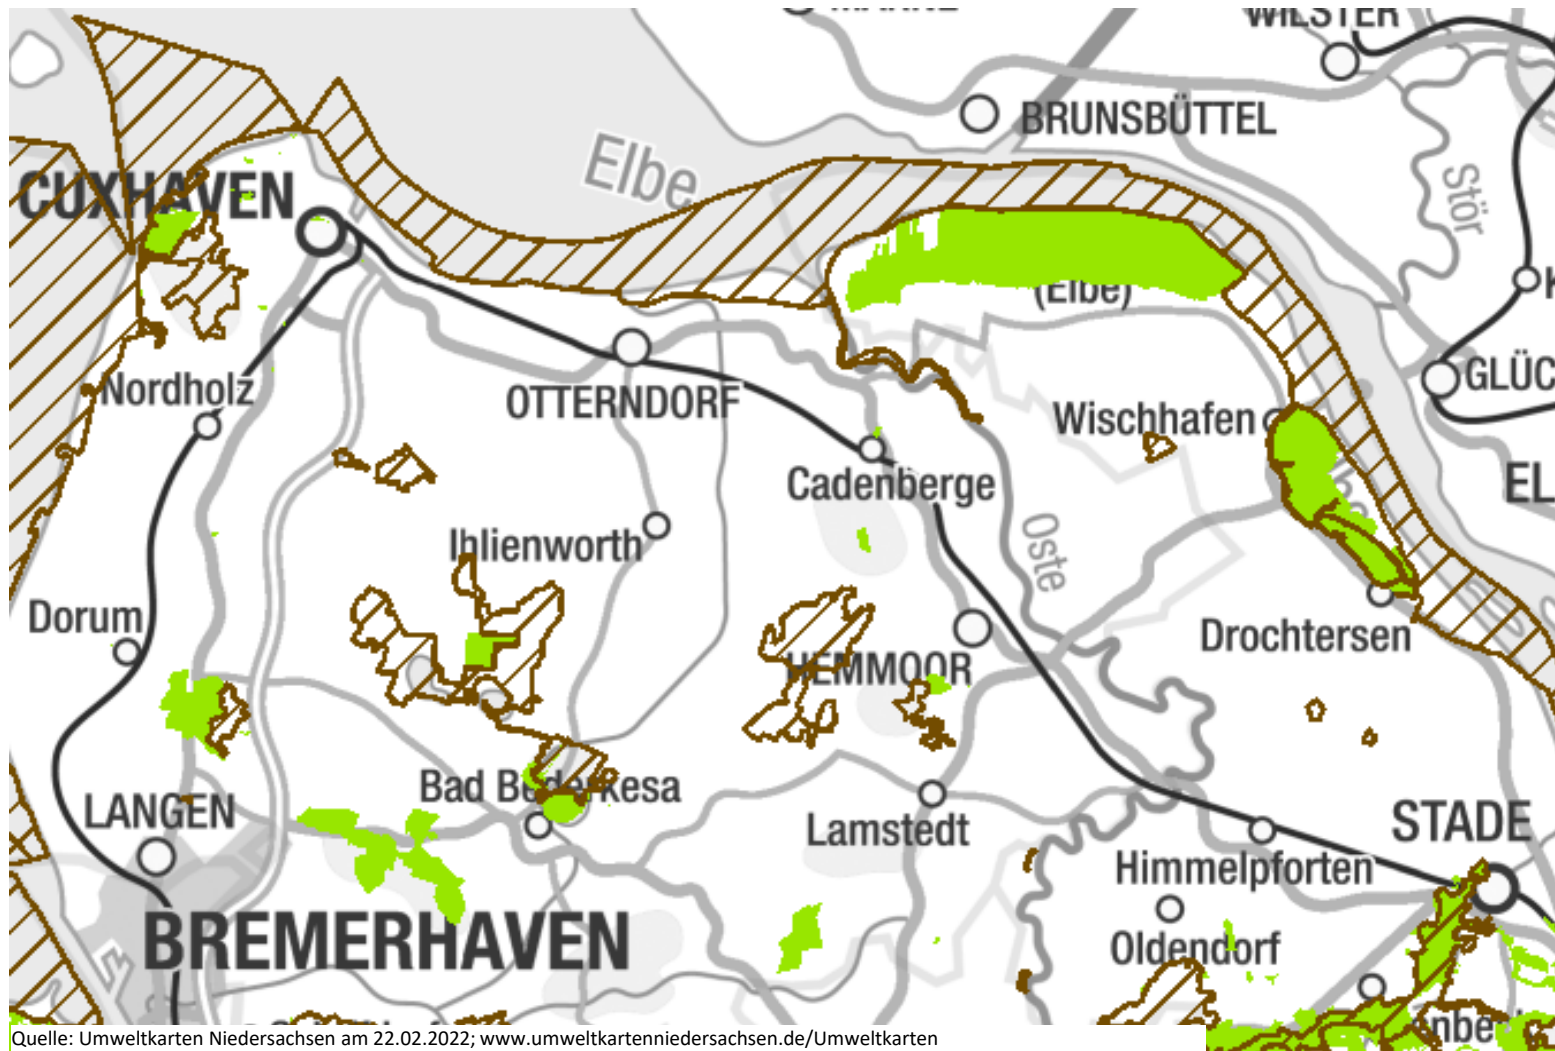 WILSTER
BRUNSBÜTTEL
Elbe
Stör
CUXHAVEN
(Elbe)
Nordholz
OTTERNDORF
GLÜC
Wischhafen
Cadenberge
EL
Ihlienworth
Oste
Dorum
Drochtersen
HEMMOOR
Bad Bederkesa
LANGEN
Lamstedt
STADE
Himmelpforten
BREMERHAVEN
Oldendorf
nbe
Quelle: Umweltkarten Niedersachsen am 22.02.2022; www.umweltkartenniedersachsen.de/Umweltkarten